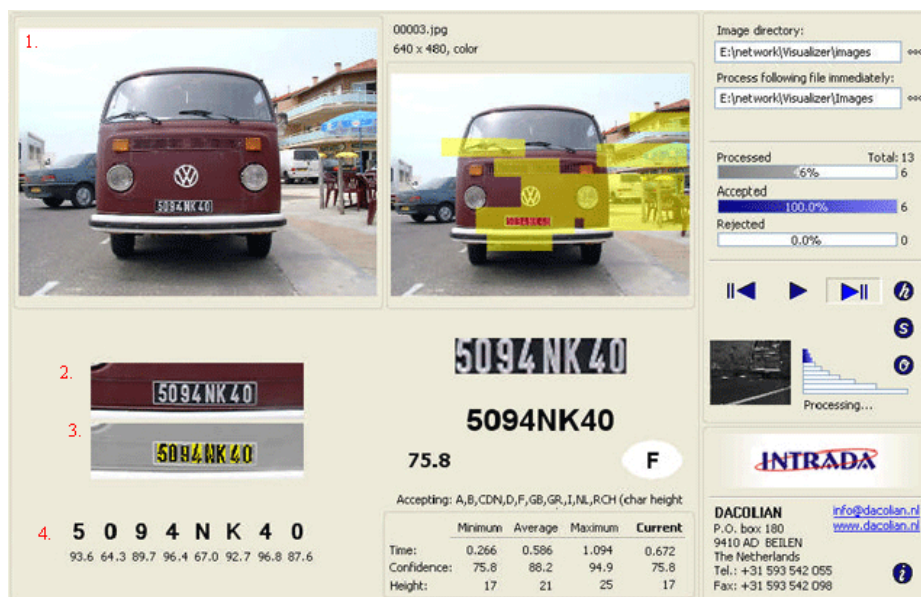 1.
5094NK40
00003.jpg
640 x 480, color
2.
5094NK40
3.
5094NK40
4.
5 0 9 4 N K 4 0
93.6 64.3 89.7 96.4 67.0 92.7 96.8 87.6
5094NK40
5094NK40
75.8
F
Accepting: A,B,CDN,D,F,GB,GR,I,NL,RCH (char height
Minimum Average Maximum Current
Time: 0.266 0.586 1.094 0.672
Confidence: 75.8 88.2 94.9 75.8
Height: 17 21 25 17
Image directory:
E:\network\Visualizer\images
Process following file immediately:
E:\network\Visualizer\Images
Processed Total: 13
6% 6
Accepted
100.0% 6
Rejected
0.0% 0
h
s
o
Processing...
INTRADA
DACOLIAN info@dacolian.nl
P.O. box 180 www.dacolian.nl
9410 AD BEILEN
The Netherlands
Tel.: +31 593 542 055
Fax: +31 593 542 098
i